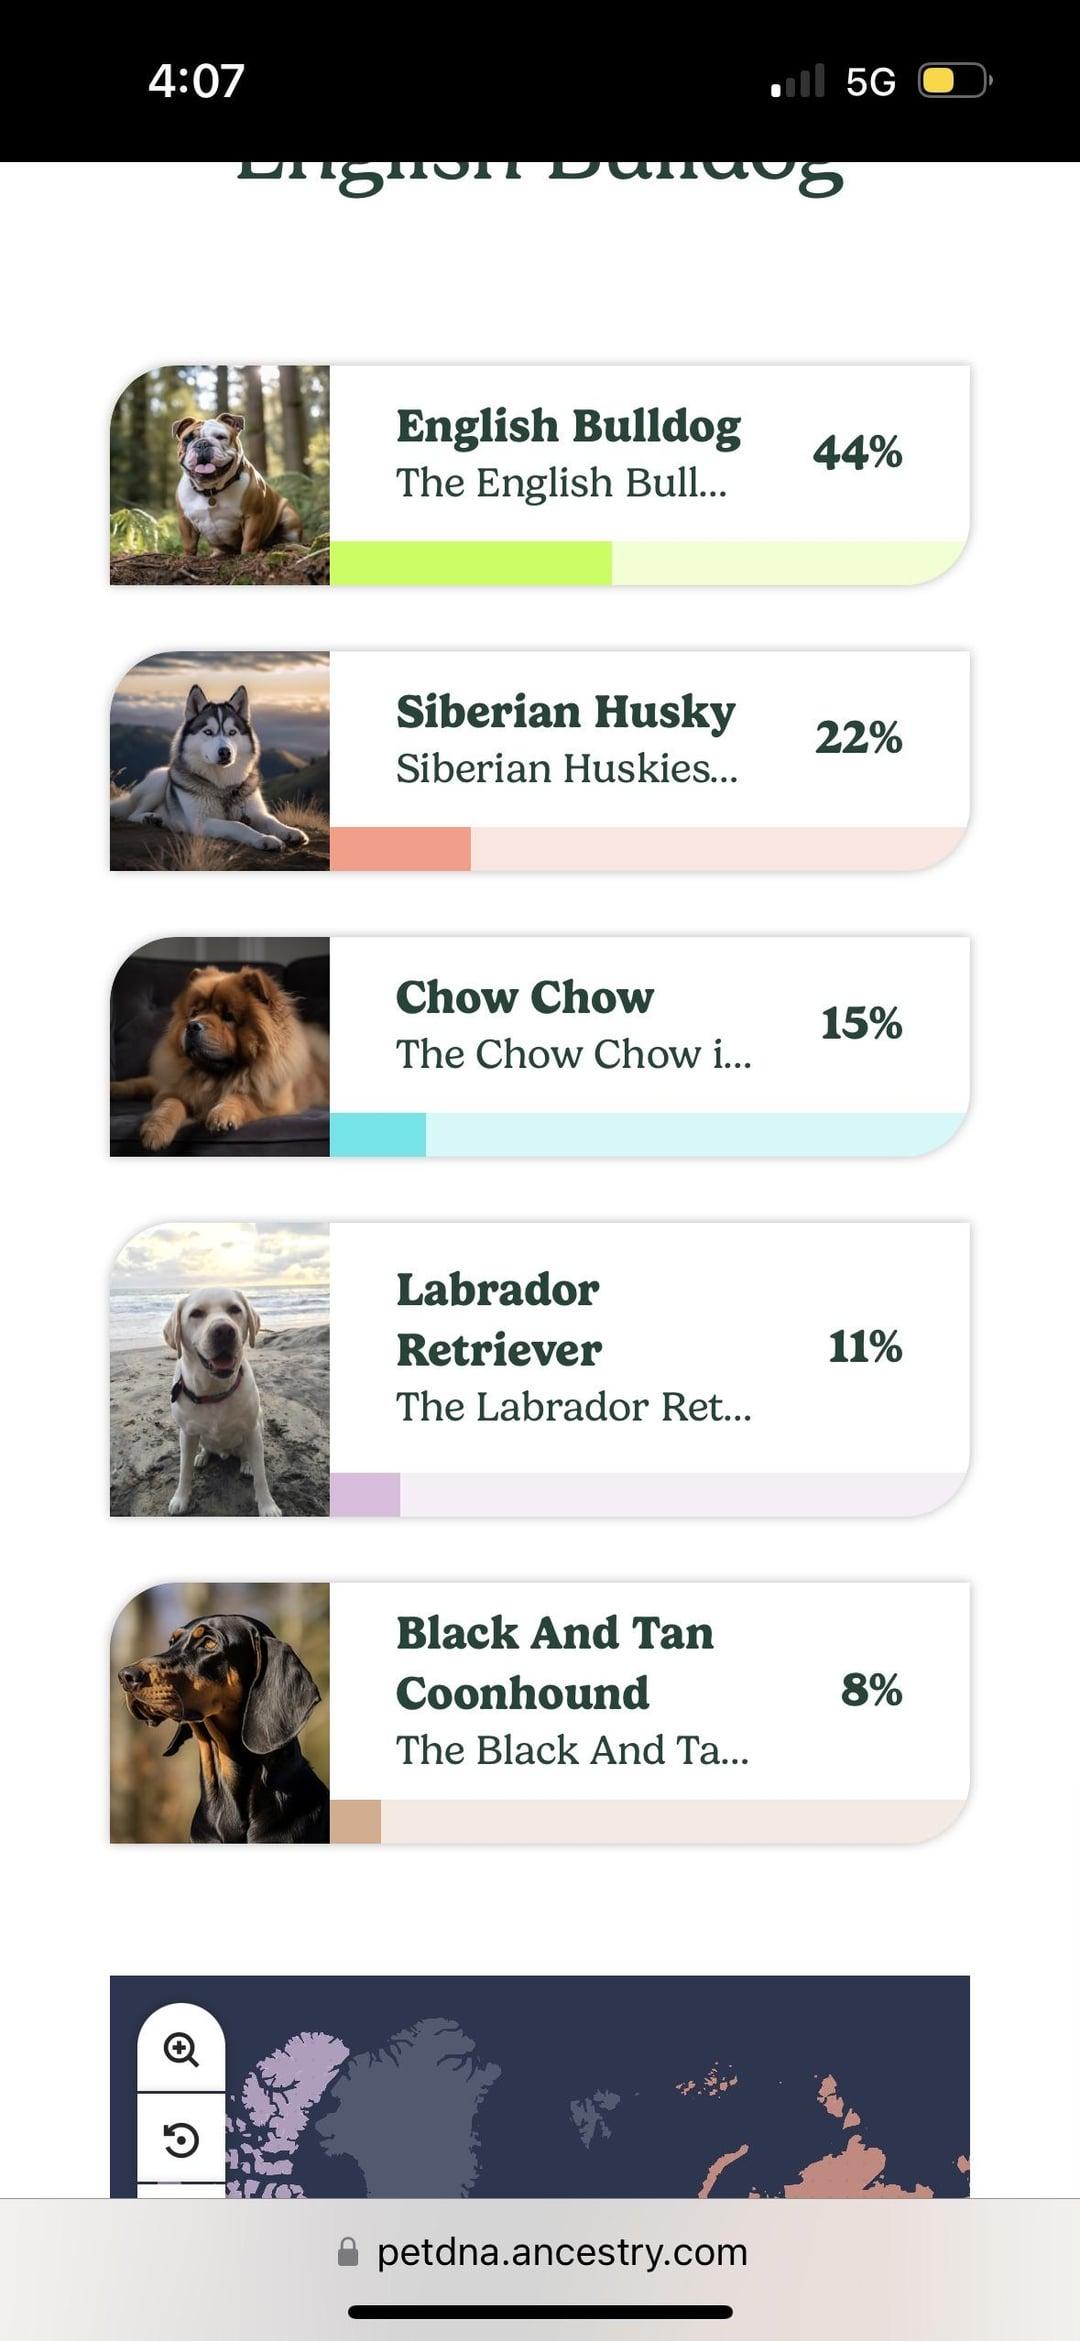 4:07
5G
English Bulldog
English Bulldog
The English Bull...
44%
Siberian Husky
Siberian Huskies...
22%
Chow Chow
The Chow Chow i...
15%
Labrador
Retriever
The Labrador Ret...
11%
Black And Tan
Coonhound
The Black And Ta...
8%
petdna.ancestry.com